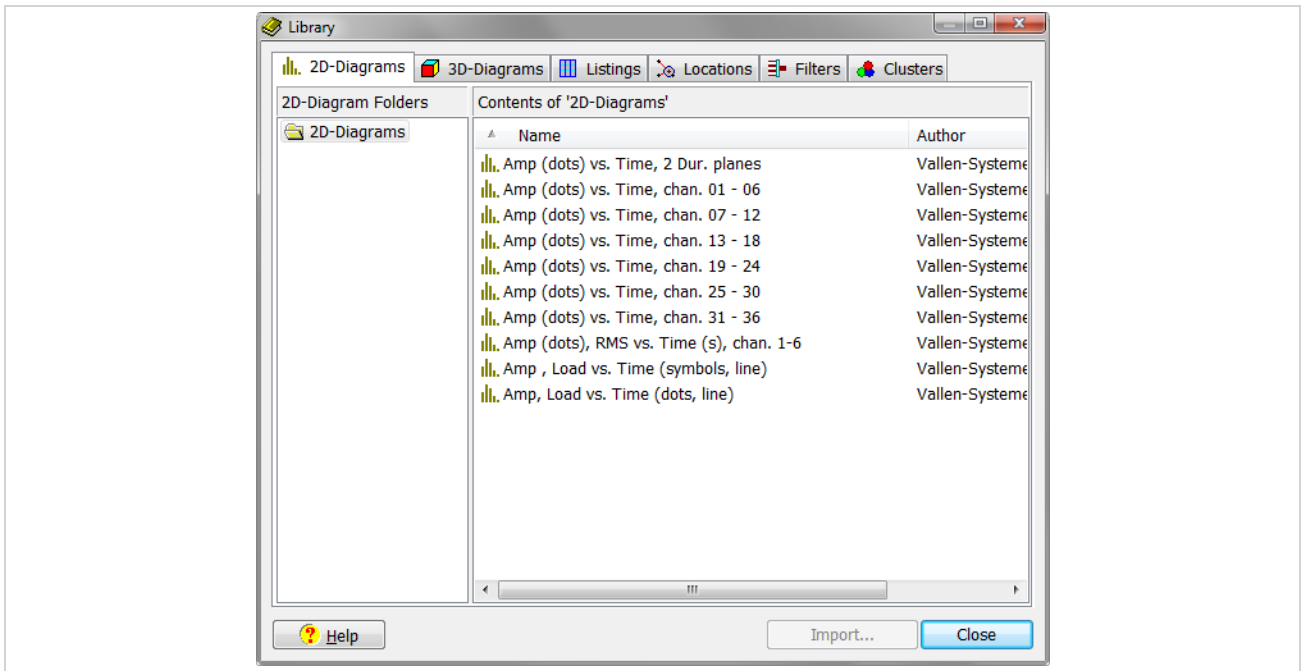 Library
2D-Diagrams 3D-Diagrams Listings Locations Filters Clusters
2D-Diagram Folders
Contents of '2D-Diagrams'
2D-Diagrams
Name Author
Amp (dots) vs. Time, 2 Dur. planes Vallen-Systeme
Amp (dots) vs. Time, chan. 01 - 06 Vallen-Systeme
Amp (dots) vs. Time, chan. 07 - 12 Vallen-Systeme
Amp (dots) vs. Time, chan. 13 - 18 Vallen-Systeme
Amp (dots) vs. Time, chan. 19 - 24 Vallen-Systeme
Amp (dots) vs. Time, chan. 25 - 30 Vallen-Systeme
Amp (dots) vs. Time, chan. 31 - 36 Vallen-Systeme
Amp (dots), RMS vs. Time (s), chan. 1-6 Vallen-Systeme
Amp , Load vs. Time (symbols, line) Vallen-Systeme
Amp, Load vs. Time (dots, line) Vallen-Systeme
Help Import... Close